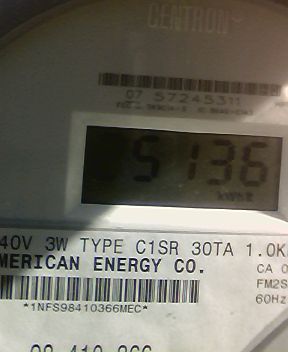 CENTRON
07 57245311
5136
kWh
40V 3W TYPE C1SR 30TA 1.0K
MERICAN ENERGY CO.
CA 0
FM2S
60Hz
*1NFS98410366MEC*